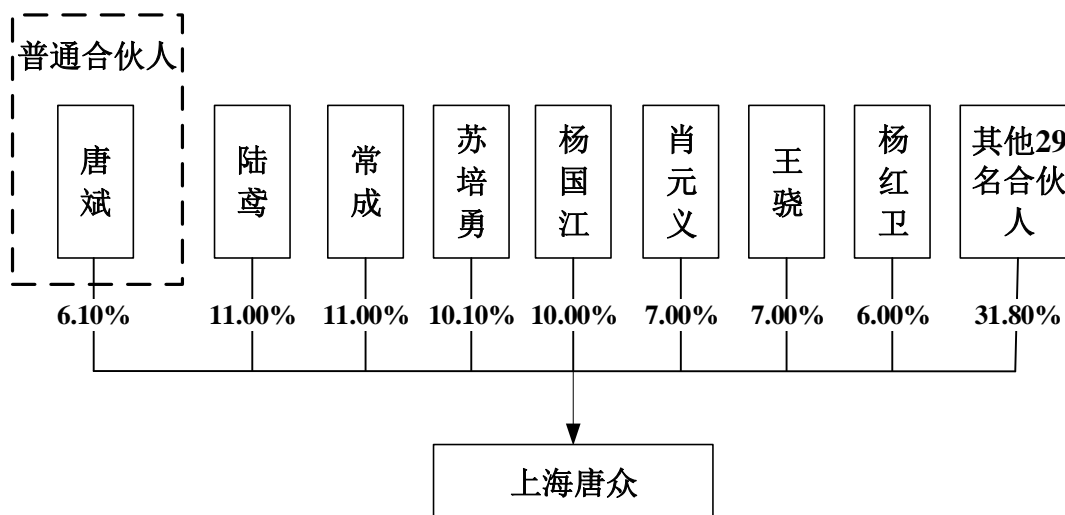 普通合伙人
唐斌
陆鸢
常成
苏培勇
杨国江
肖元义
王骁
杨红卫
其他29
名合伙
人
6.10%
11.00%
11.00%
10.10%
10.00%
7.00%
7.00%
6.00%
31.80%
上海唐众